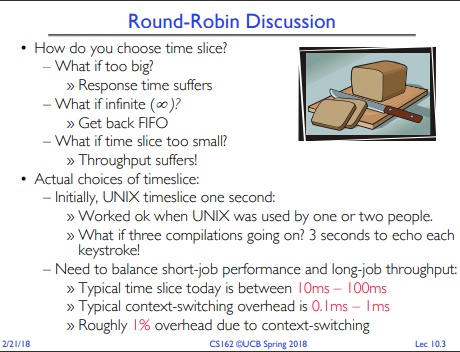 Round-Robin Discussion
• How do you choose time slice?
– What if too big?
» Response time suffers
– What if infinite (∞)?
» Get back FIFO
– What if time slice too small?
» Throughput suffers!
• Actual choices of timeslice:
– Initially, UNIX timeslice one second:
» Worked ok when UNIX was used by one or two people.
» What if three compilations going on? 3 seconds to echo each
keystroke!
– Need to balance short-job performance and long-job throughput:
» Typical time slice today is between 10ms – 100ms
» Typical context-switching overhead is 0.1ms – 1ms
» Roughly 1% overhead due to context-switching
2/21/18 CS162 ©UCB Spring 2018 Lec 10.3